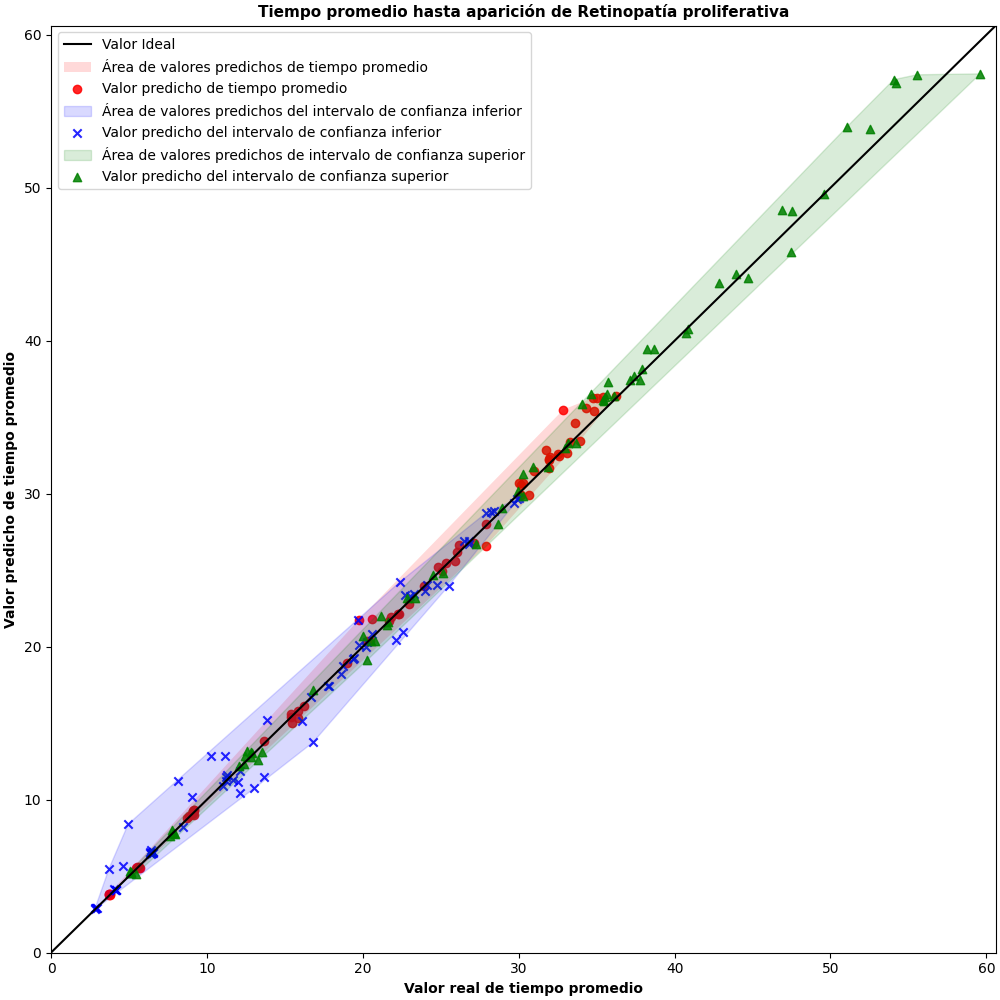 Tiempo promedio hasta aparición de Retinopatía proliferativa
Valor Ideal
Área de valores predichos de tiempo promedio
Valor predicho de tiempo promedio
Área de valores predichos del intervalo de confianza inferior
Valor predicho del intervalo de confianza inferior
Área de valores predichos de intervalo de confianza superior
Valor predicho del intervalo de confianza superior
Valor predicho de tiempo promedio
60
50
40
30
20
10
0
0 10 20 30 40 50 60
Valor real de tiempo promedio